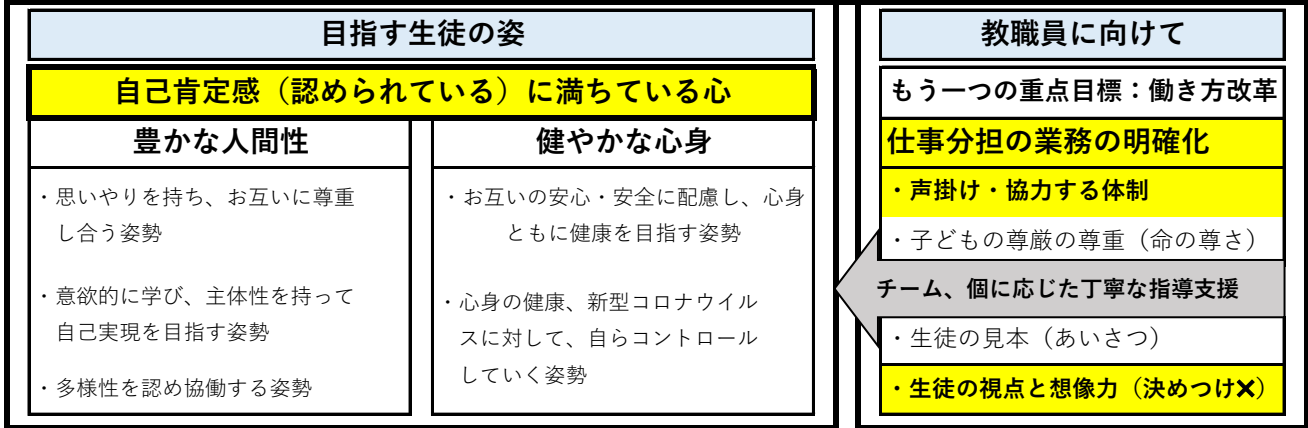 目指す生徒の姿
自己肯定感（認められている）に満ちている心
豊かな人間性
・思いやりを持ち、お互いに尊重
し合う姿勢
・意欲的に学び、主体性を持って
自己実現を目指す姿勢
・多様性を認め協働する姿勢
健やかな心身
・お互いの安心・安全に配慮し、心身
ともに健康を目指す姿勢
・心身の健康、新型コロナウイル
スに対して、自らコントロール
していく姿勢
教職員に向けて
もう一つの重点目標：働き方改革
仕事分担の業務の明確化
・声掛け・協力する体制
・子どもの尊厳の尊重（命の尊さ）
チーム、個に応じた丁寧な指導支援
・生徒の見本（あいさつ）
・生徒の視点と想像力（決めつけ✖）